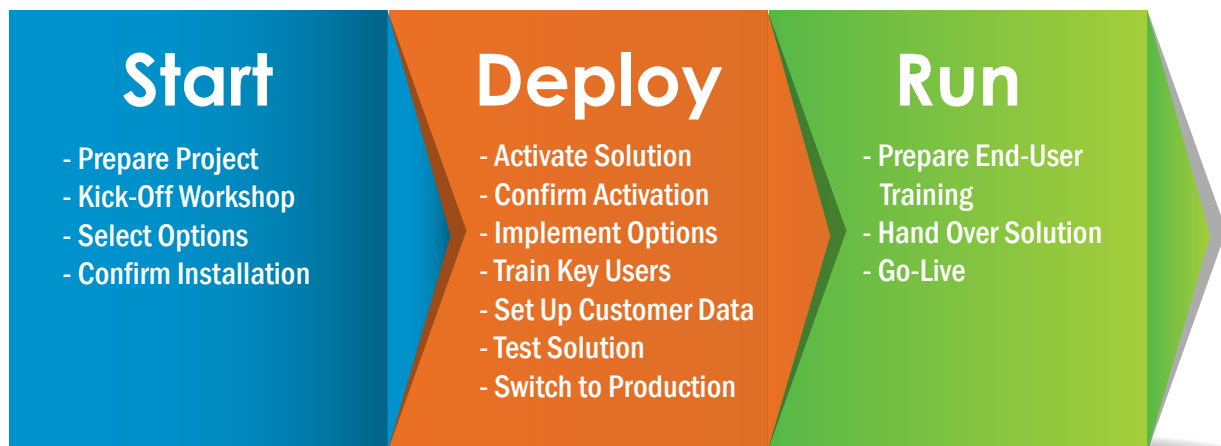 Start
- Prepare Project
- Kick-Off Workshop
- Select Options
- Confirm Installation
Deploy
- Activate Solution
- Confirm Activation
- Implement Options
- Train Key Users
- Set Up Customer Data
- Test Solution
- Switch to Production
Run
- Prepare End-User
Training
- Hand Over Solution
- Go-Live